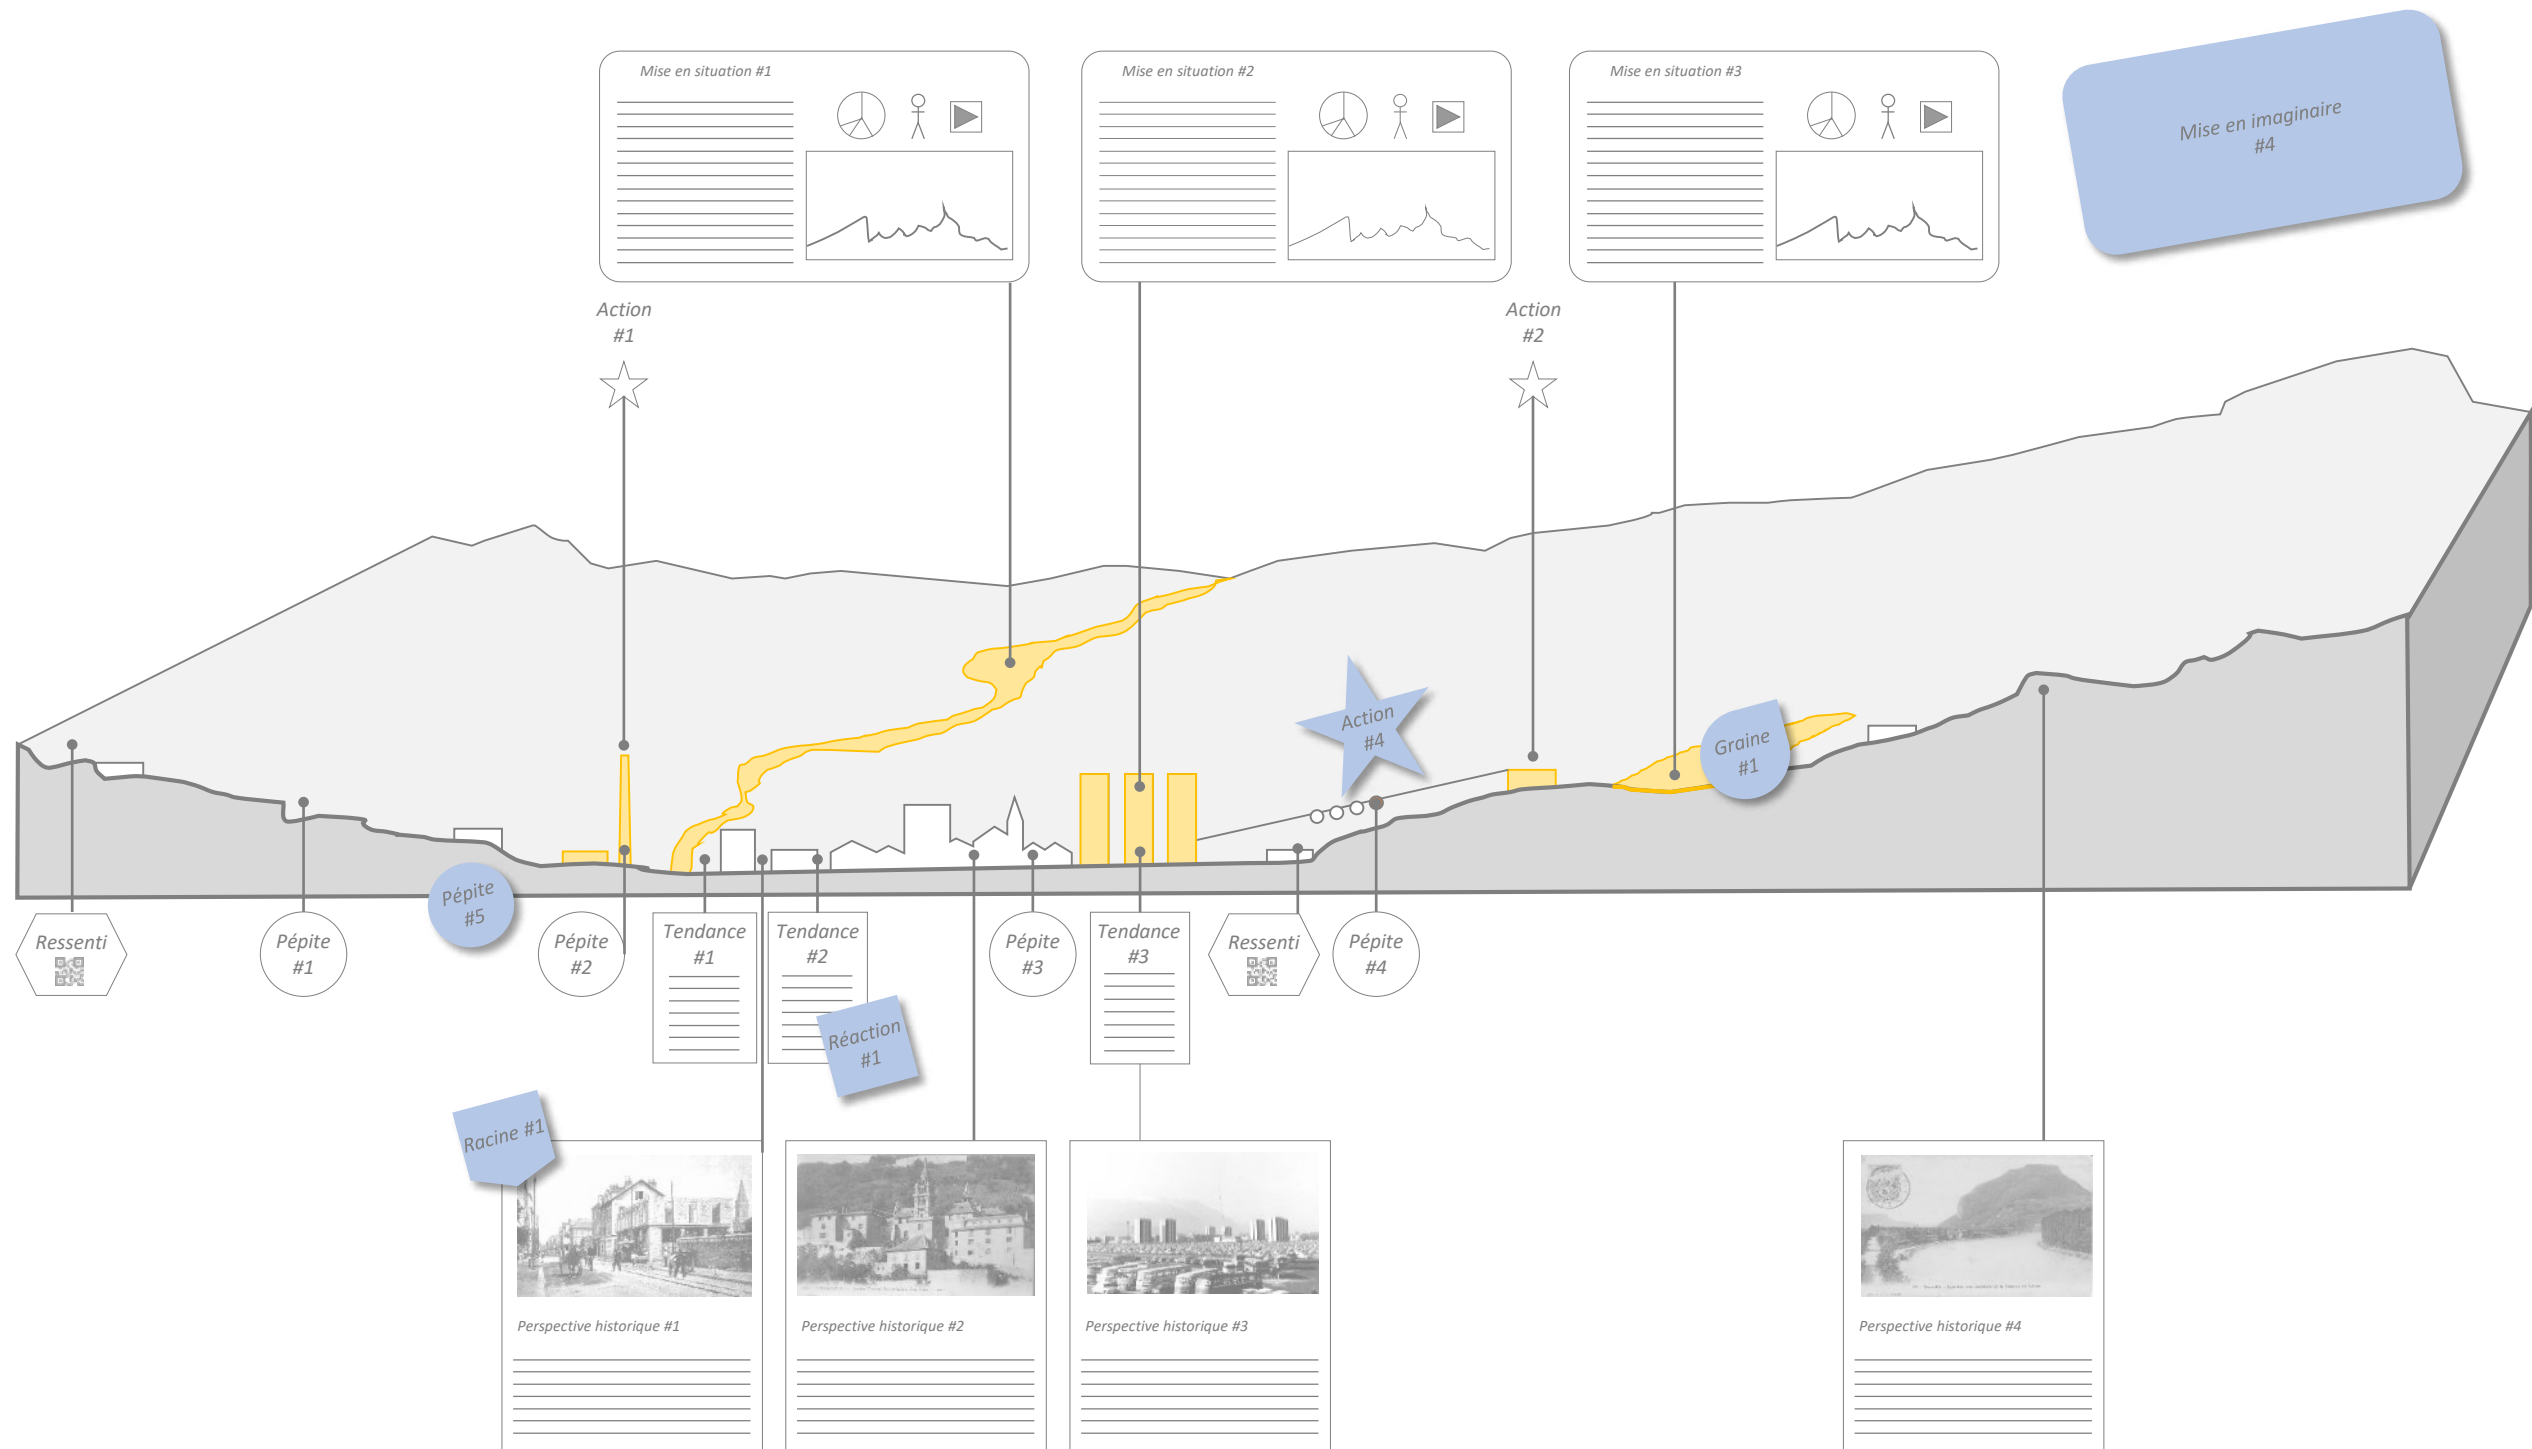 Mise en situation #1
Mise en situation #2
Mise en situation #3
Mise en imaginaire
#4
Action
#1
Action
#2
Action
#4
Graine
#1
Pépite
#5
Ressenti
Pépite
#1
Pépite
#2
Tendance
#1
Tendance
#2
Pépite
#3
Tendance
#3
Ressenti
Pépite
#4
Réaction
#1
Racine #1
Perspective historique #1
Perspective historique #2
Perspective historique #3
Perspective historique #4